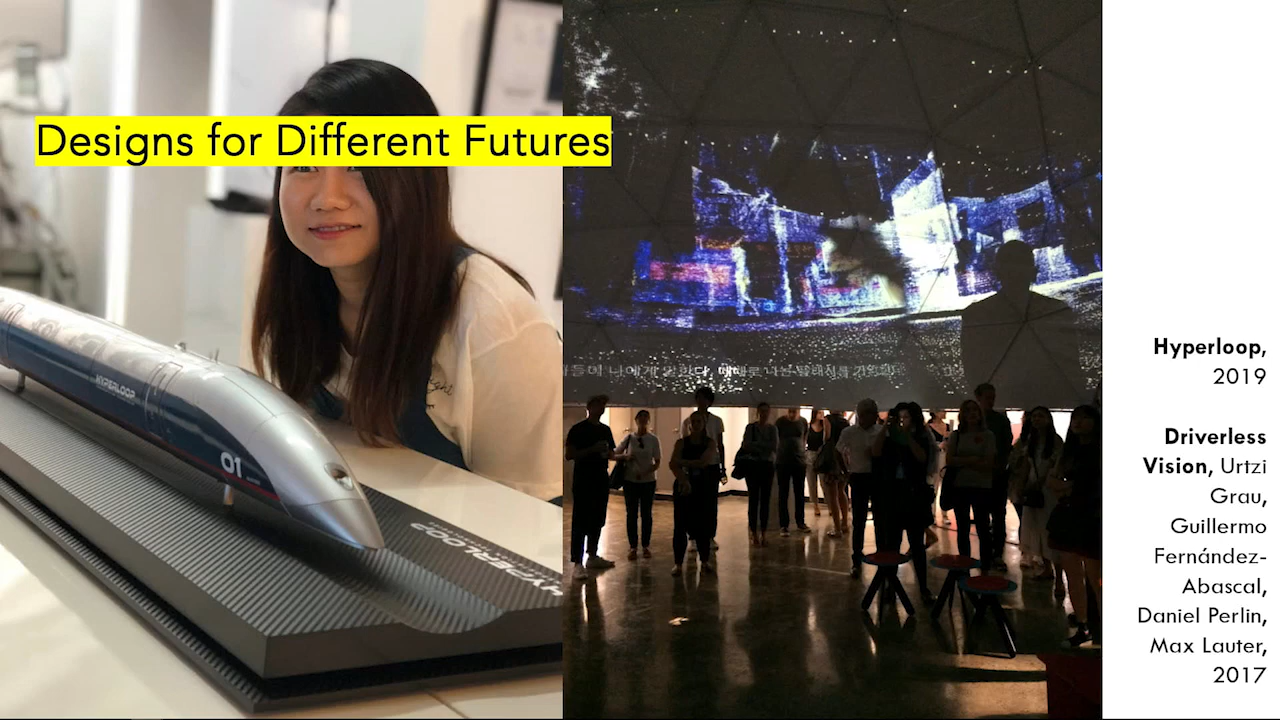 Designs for Different Futures
HYPERLOOP
01
HYPERLOOP
Hyperloop,
2019
Driverless
Vision, Urtzi
Grau,
Guillermo
Fernández-
Abascal,
Daniel Perlin,
Max Lauter,
2017